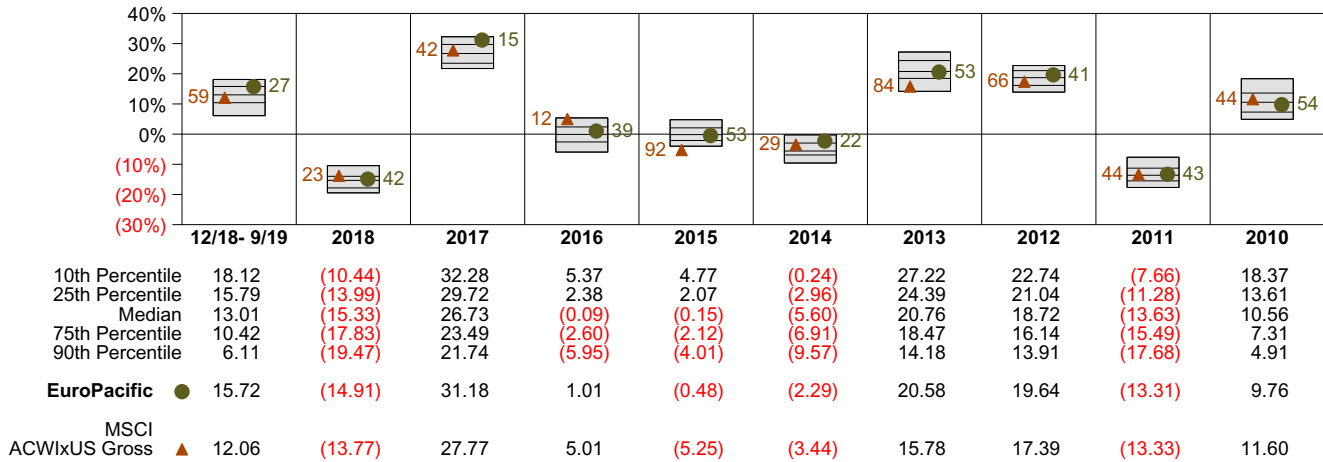 40%
30%
20%
10%
0%
(10%)
(20%)
(30%)
59 27
23 42
42 15
12 39
92 53
29 22
84 53
66 41
44 43
44 54
12/18- 9/19 2018 2017 2016 2015 2014 2013 2012 2011 2010
10th Percentile 18.12 (10.44) 32.28 5.37 4.77 (0.24) 27.22 22.74 (7.66) 18.37
25th Percentile 15.79 (13.99) 29.72 2.38 2.07 (2.96) 24.39 21.04 (11.28) 13.61
Median 13.01 (15.33) 26.73 (0.09) (0.15) (5.60) 20.76 18.72 (13.63) 10.56
75th Percentile 10.42 (17.83) 23.49 (2.60) (2.12) (6.91) 18.47 16.14 (15.49) 7.31
90th Percentile 6.11 (19.47) 21.74 (5.95) (4.01) (9.57) 14.18 13.91 (17.68) 4.91
EuroPacific 15.72 (14.91) 31.18 1.01 (0.48) (2.29) 20.58 19.64 (13.31) 9.76
MSCI
ACWIxUS Gross 12.06 (13.77) 27.77 5.01 (5.25) (3.44) 15.78 17.39 (13.33) 11.60